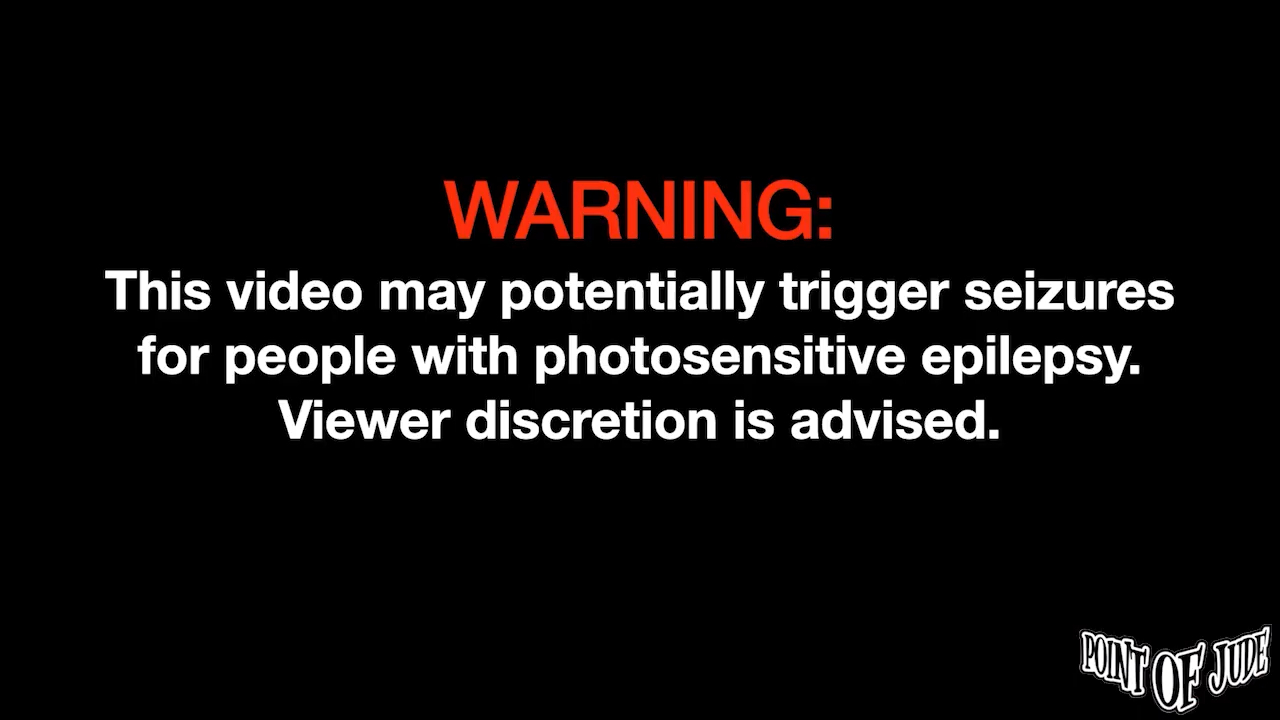 WARNING:
This video may potentially trigger seizures
for people with photosensitive epilepsy.
Viewer discretion is advised.
POINT OF JUDE